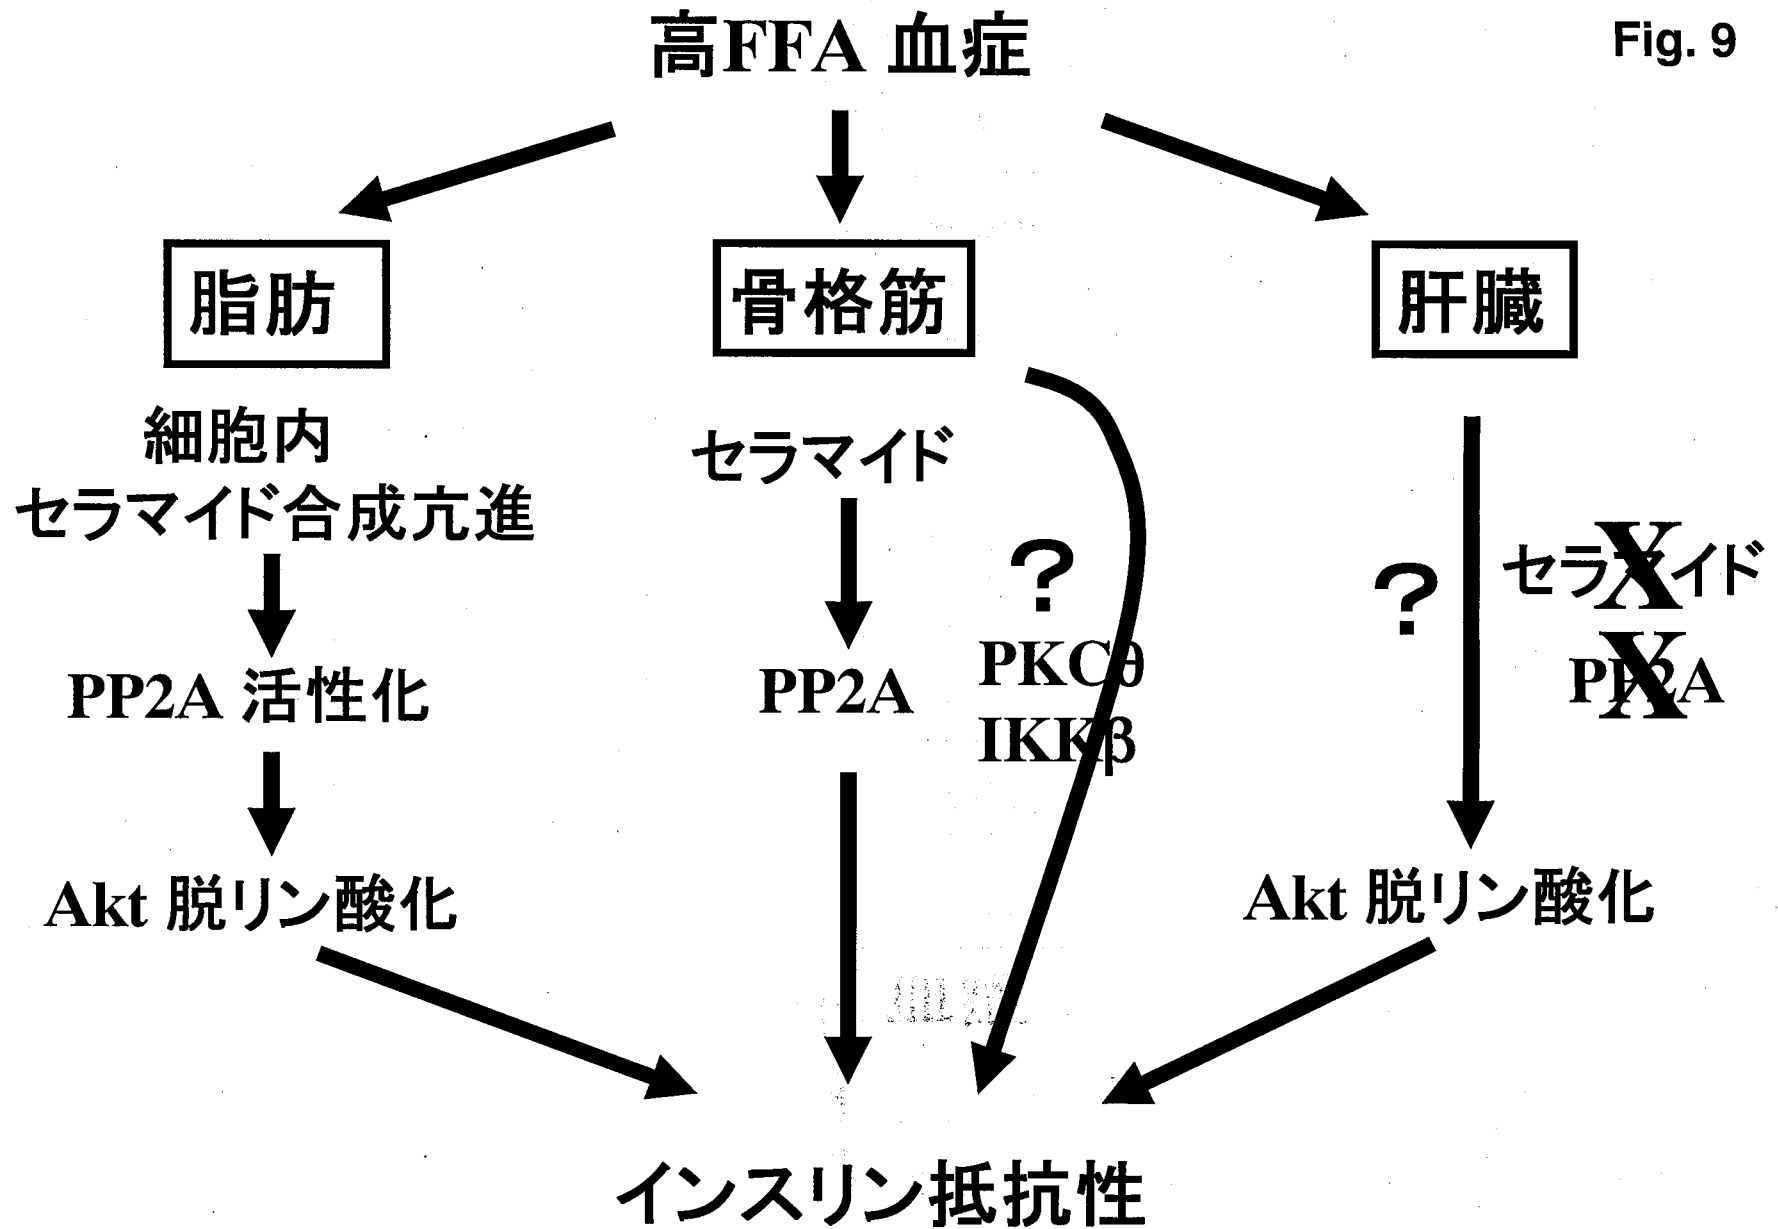 高FFA 血症
Fig. 9
脂肪
骨格筋
肝臓
細胞内
セラミド合成亢進
PP2A 活性化
Akt 脱リン酸化
セラマイド
PP2A
?
PKCθ
IKKβ
?
セラマイド
X
PP2A
X
Akt 脱リン酸化
インスリン抵抗性